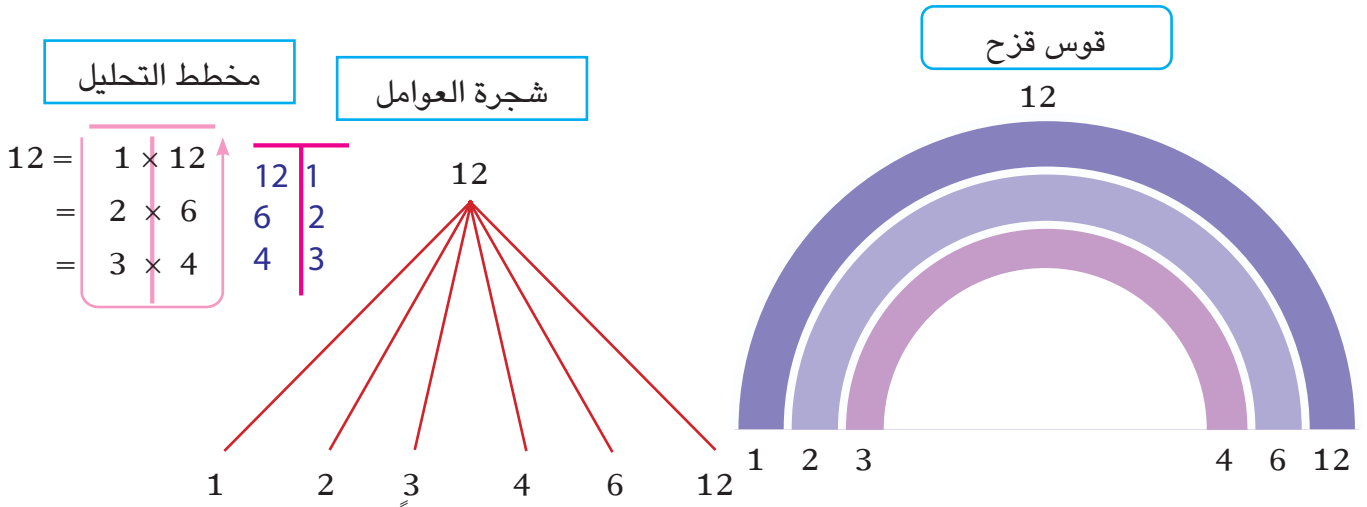 قوس قزح
12
1 2 3 4 6 12
شجرة العوامل
12
1 2 3 4 6 12
مخطط التحليل
12 = 1 × 12
= 2 × 6
= 3 × 4
12 1
6 2
4 3